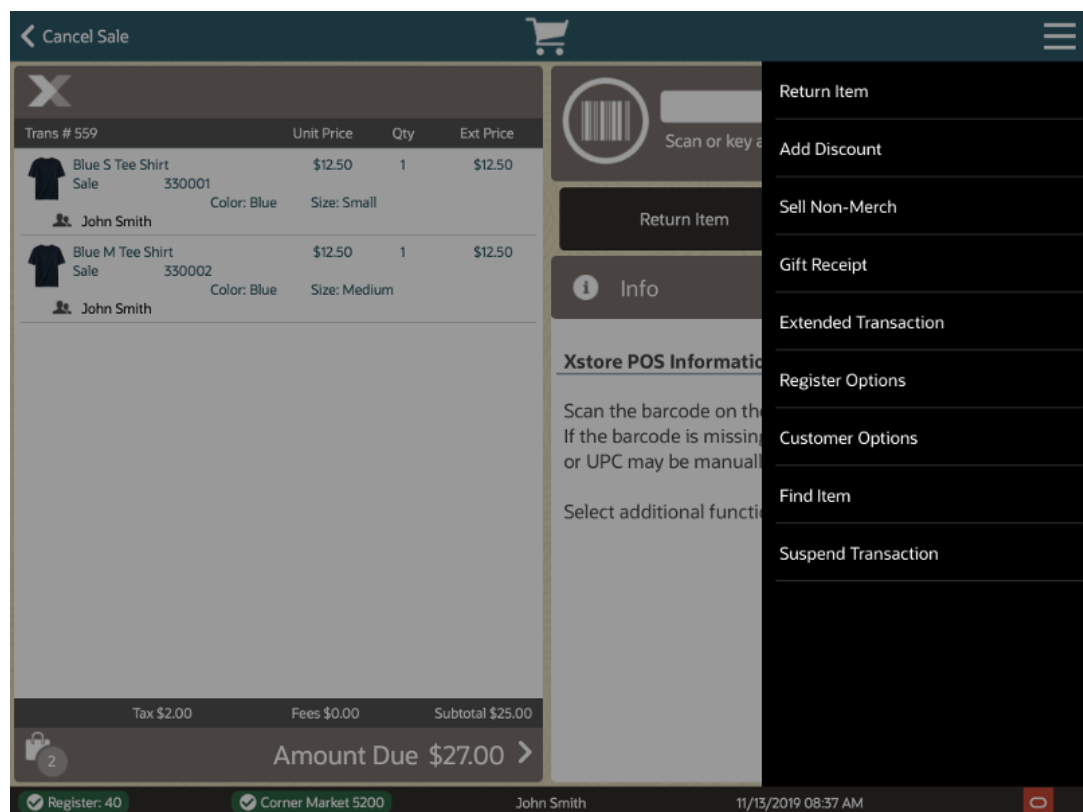 Cancel Sale
Trans # 559 Unit Price Qty Ext Price
Blue S Tee Shirt $12.50 1 $12.50
Sale 330001
Color: Blue Size: Small
John Smith
Blue M Tee Shirt $12.50 1 $12.50
Sale 330002
Color: Blue Size: Medium
John Smith
Tax $2.00 Fees $0.00 Subtotal $25.00
2
Amount Due $27.00
Scan or key a
Return Item
Info
Xstore POS Informatio
Scan the barcode on the
If the barcode is missing
or UPC may be manuall
Select additional functio
Return Item
Add Discount
Sell Non-Merch
Gift Receipt
Extended Transaction
Register Options
Customer Options
Find Item
Suspend Transaction
Register: 40 Corner Market 5200 John Smith 11/13/2019 08:37 AM